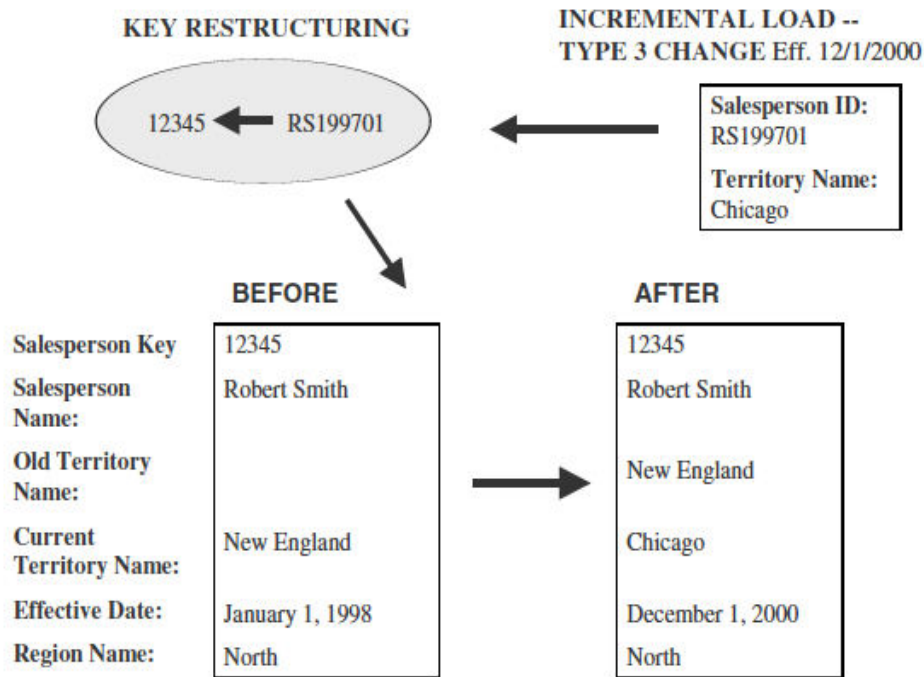 KEY RESTRUCTURING
INCREMENTAL LOAD --
TYPE 3 CHANGE Eff. 12/1/2000
12345 RS199701
Salesperson ID:
RS199701
Territory Name:
Chicago
BEFORE AFTER
Salesperson Key 12345 12345
Salesperson Robert Smith Robert Smith
Name:
Old Territory
Name: New England
Current
Territory Name: New England Chicago
Effective Date: January 1, 1998 December 1, 2000
Region Name: North North